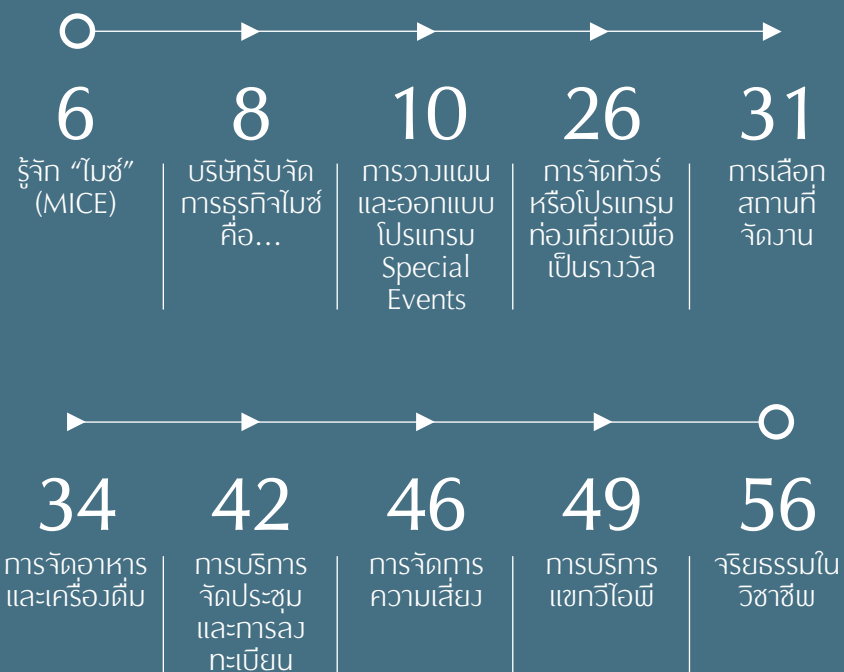 6
รู้จัก “ไมซ์”
(MICE)
8
บริษัทรับจัด
การธุรกิจไมซ์
คือ...
10
การวางแผน
และออกแบบ
โปรแกรม
Special
Events
26
การจัดทัวร์
หรือโปรแกรม
ท่องเที่ยวเพื่อ
เป็นรางวัล
31
การเลือก
สถานที่
จัดงาน
34
การจัดอาหาร
และเครื่องดื่ม
42
การบริการ
จัดประชุม
และการลง
ทะเบียน
46
การจัดการ
ความเสี่ยง
49
การบริการ
แขกวีไอพี
56
จริยธรรมใน
วิชาชีพ